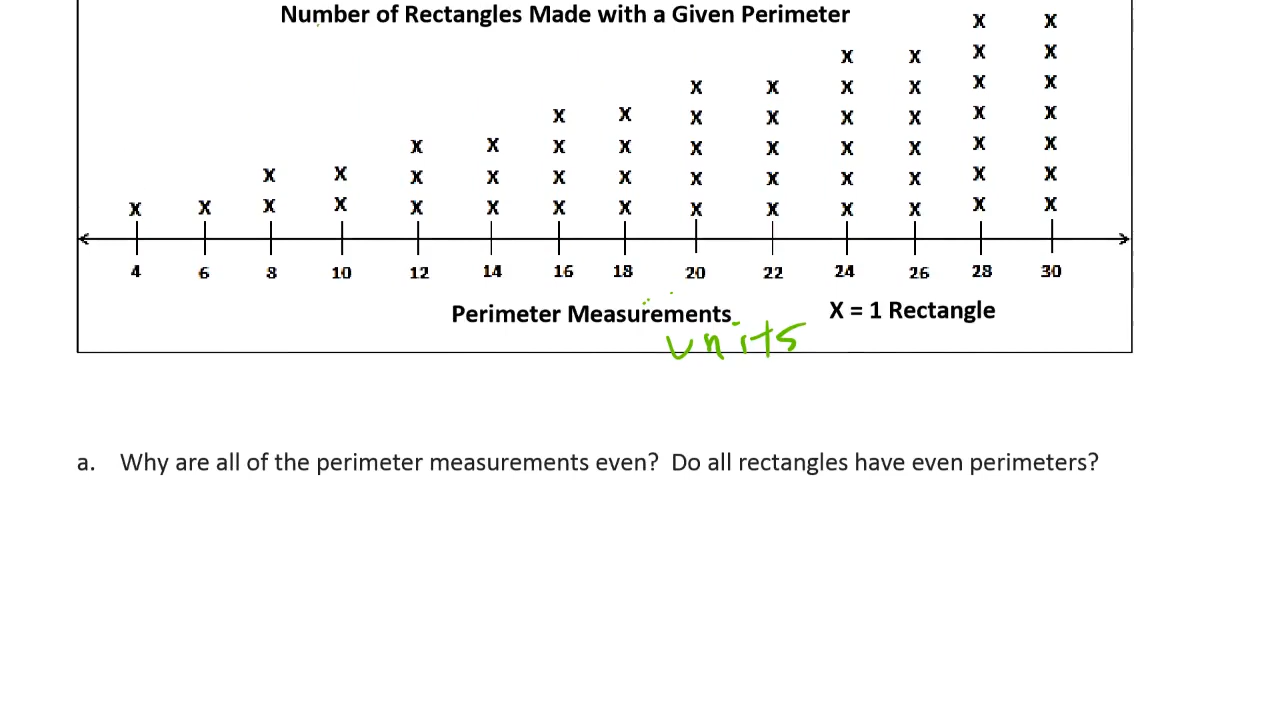 Number of Rectangles Made with a Given Perimeter
X X
X X X X
X X X X X X
X X X X X X X X
X X X X X X X X X X
X X X X X X X X X X X X
X X X X X X X X X X X X X X
4 6 8 10 12 14 16 18 20 22 24 26 28 30
Perimeter Measurements X = 1 Rectangle
units
a. Why are all of the perimeter measurements even? Do all rectangles have even perimeters?